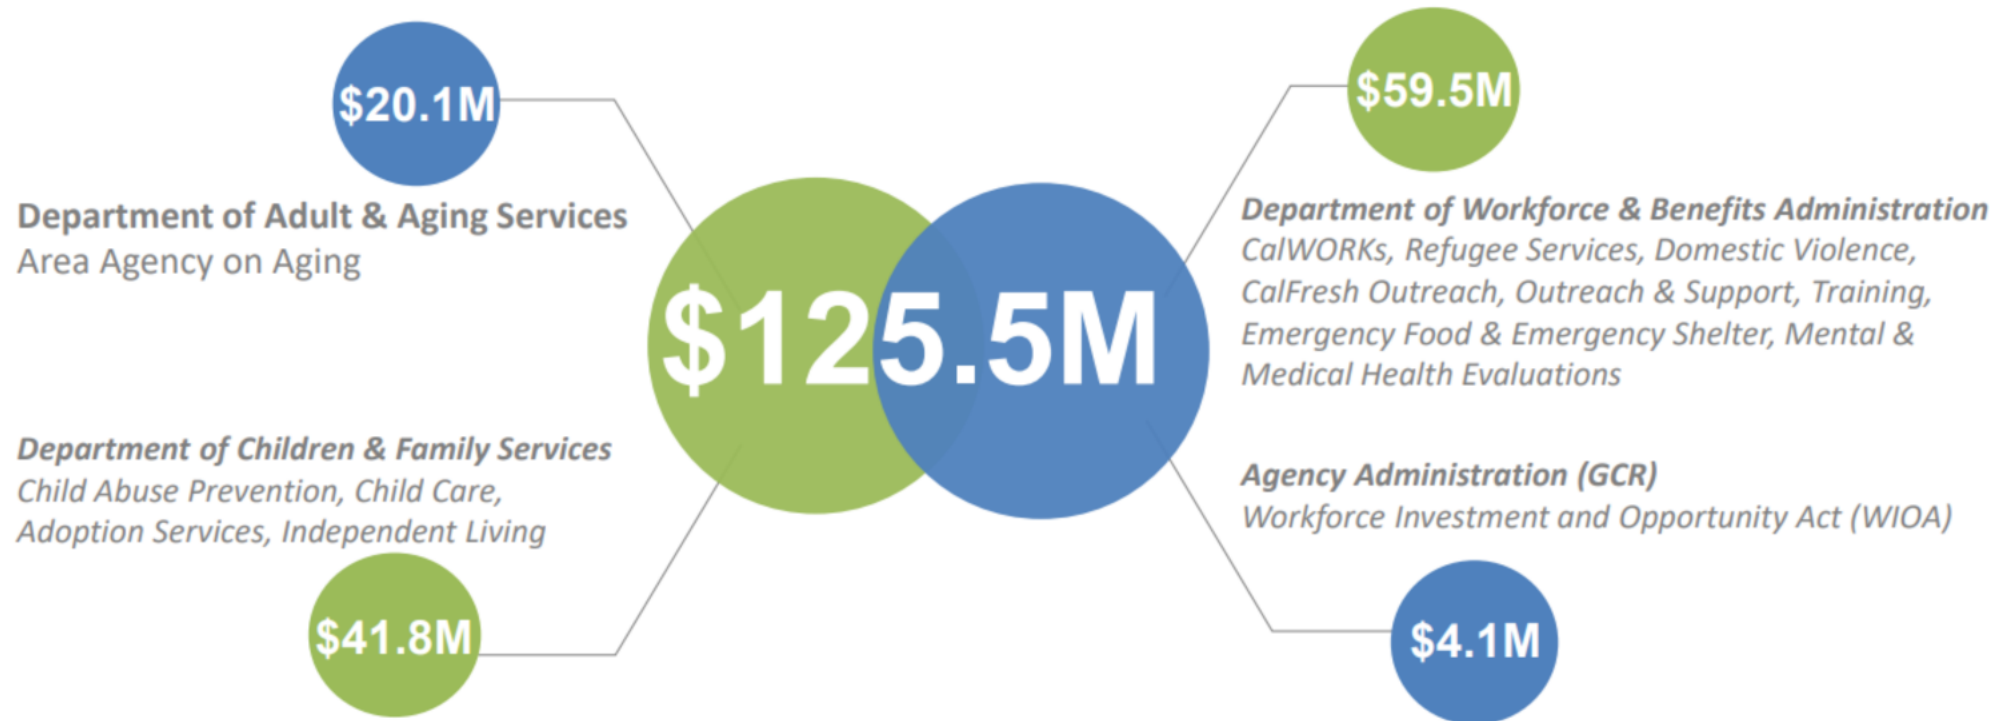 $20.1M
Department of Adult & Aging Services
Area Agency on Aging
$59.5M
Department of Workforce & Benefits Administration
CalWORKs, Refugee Services, Domestic Violence,
CalFresh Outreach, Outreach & Support, Training,
Emergency Food & Emergency Shelter, Mental &
Medical Health Evaluations
$125.5M
Department of Children & Family Services
Child Abuse Prevention, Child Care,
Adoption Services, Independent Living
$41.8M
Agency Administration (GCR)
Workforce Investment and Opportunity Act (WIOA)
$4.1M